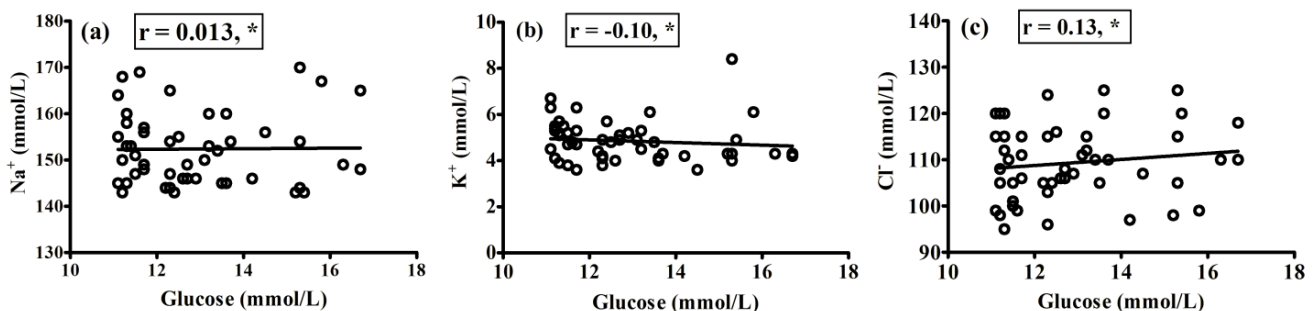 (a) r = 0.013, *
Na⁺ (mmol/L)
170
160
150
140
130
10 12 14 16 18
Glucose (mmol/L)
(b) r = -0.10, *
K⁺ (mmol/L)
10
8
6
4
2
0
10 12 14 16 18
Glucose (mmol/L)
(c) r = 0.13, *
Cl⁻ (mmol/L)
140
130
120
110
100
90
10 12 14 16 18
Glucose (mmol/L)